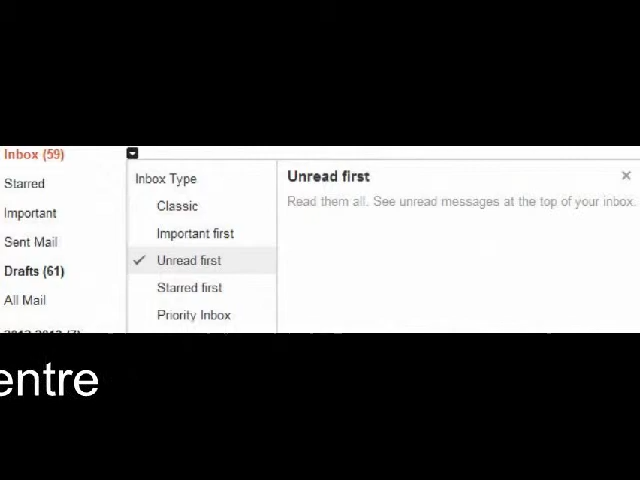 Inbox (59)
Starred
Important
Sent Mail
Drafts (61)
All Mail
Inbox Type
Classic
Important first
Unread first
Starred first
Priority Inbox
Unread first
×
Read them all. See unread messages at the top of your inbox.
entre